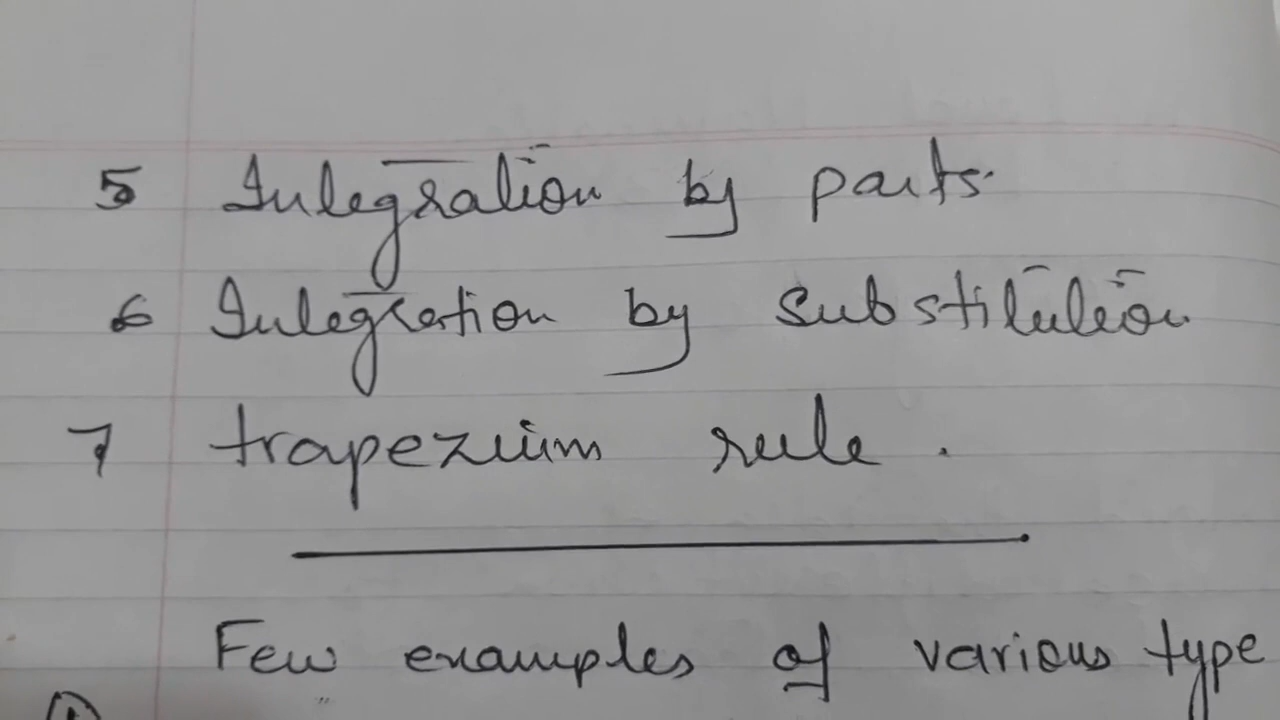 5 Integration by parts.
6 Integration by substitution
7 trapezium rule .
Few examples of various type